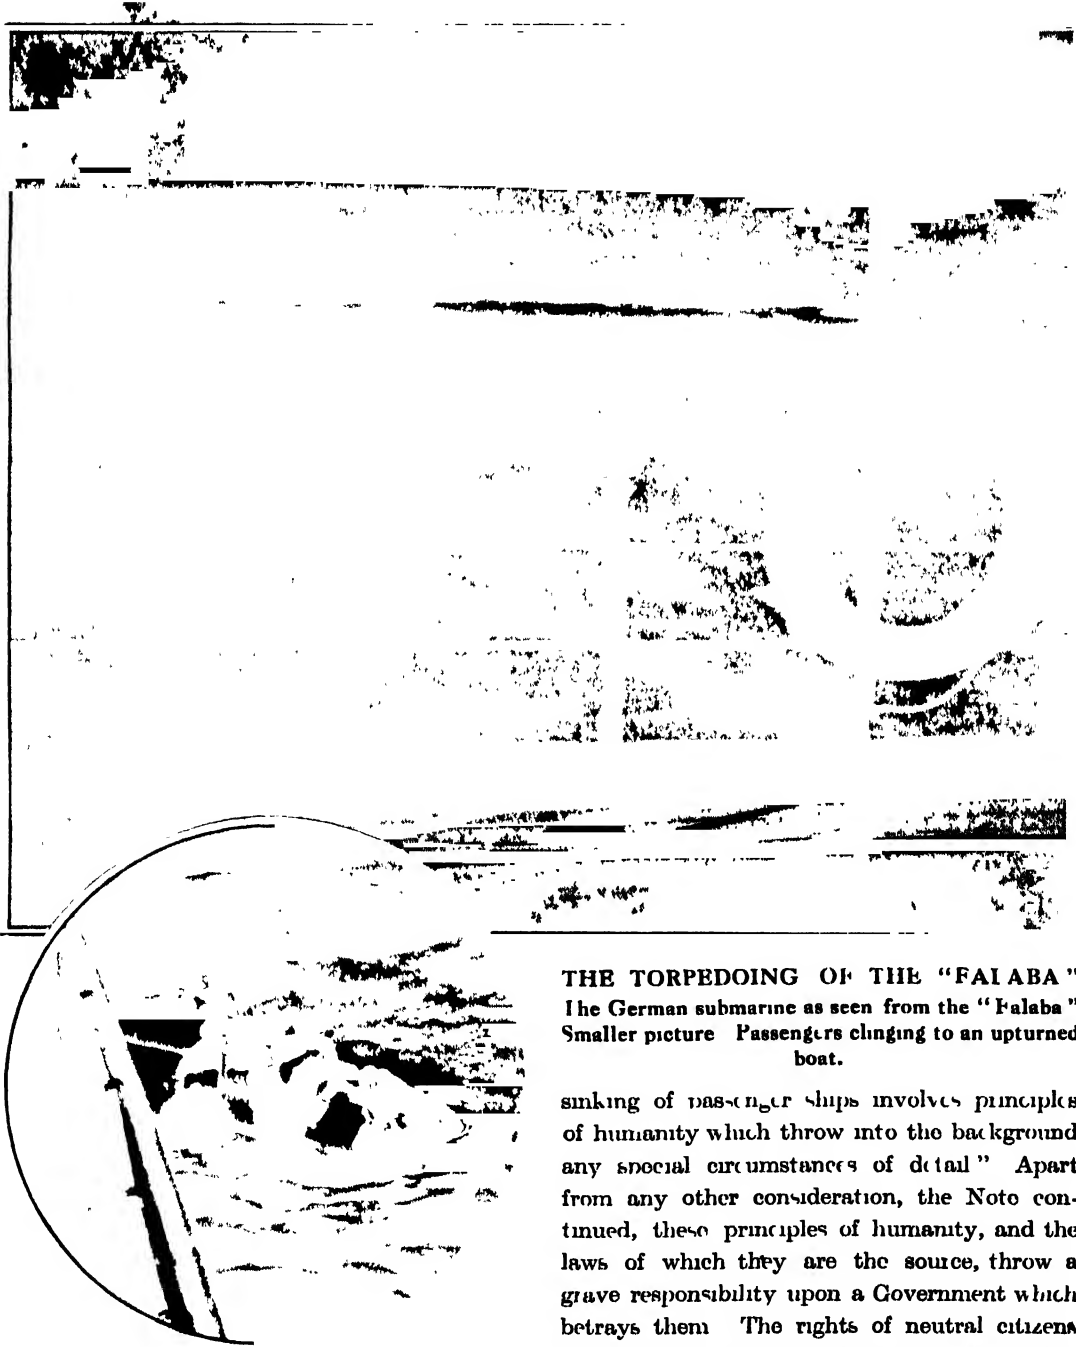 THE TORPEDOING OF THE "FALABA"
The German submarine as seen from the "Falaba"
Smaller picture Passengers clinging to an upturned
boat.
sinking of passenger ships involves principles
of humanity which throw into the background
any special circumstances of detail" Apart
from any other consideration, the Note con-
tinued, these principles of humanity, and the
laws of which they are the source, throw a
grave responsibility upon a Government which
betrays them The rights of neutral citizens